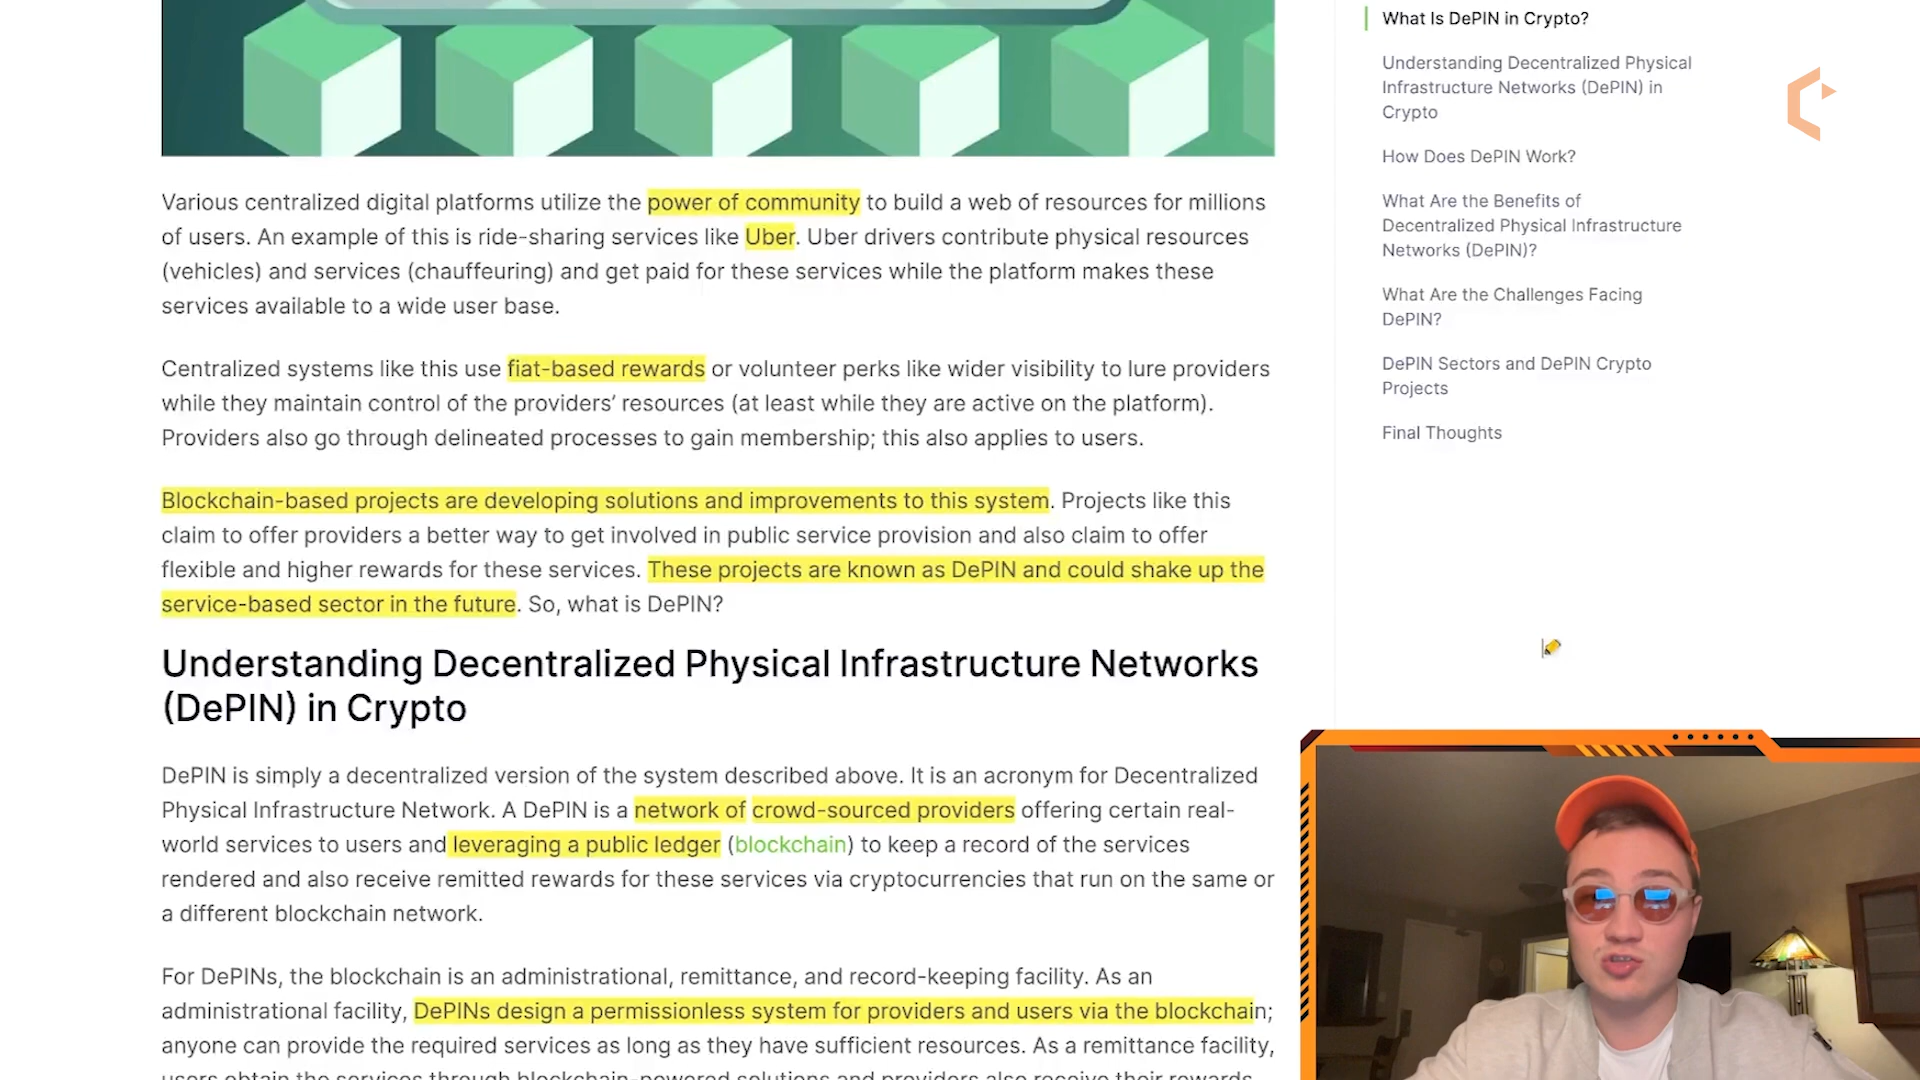 Various centralized digital platforms utilize the power of community to build a web of resources for millions
of users. An example of this is ride-sharing services like Uber. Uber drivers contribute physical resources
(vehicles) and services (chauffeuring) and get paid for these services while the platform makes these
services available to a wide user base.
Centralized systems like this use fiat-based rewards or volunteer perks like wider visibility to lure providers
while they maintain control of the providers’ resources (at least while they are active on the platform).
Providers also go through delineated processes to gain membership; this also applies to users.
Blockchain-based projects are developing solutions and improvements to this system. Projects like this
claim to offer providers a better way to get involved in public service provision and also claim to offer
flexible and higher rewards for these services. These projects are known as DePIN and could shake up the
service-based sector in the future. So, what is DePIN?
Understanding Decentralized Physical Infrastructure Networks
(DePIN) in Crypto
DePIN is simply a decentralized version of the system described above. It is an acronym for Decentralized
Physical Infrastructure Network. A DePIN is a network of crowd-sourced providers offering certain real-
world services to users and leveraging a public ledger (blockchain) to keep a record of the services
rendered and also receive remitted rewards for these services via cryptocurrencies that run on the same or
a different blockchain network.
For DePINs, the blockchain is an administrational, remittance, and record-keeping facility. As an
administrational facility, DePINs design a permissionless system for providers and users via the blockchain;
anyone can provide the required services as long as they have sufficient resources. As a remittance facility,
users obtain the services through blockchain-powered solutions and providers also receive their rewards
What Is DePIN in Crypto?
Understanding Decentralized Physical
Infrastructure Networks (DePIN) in
Crypto
How Does DePIN Work?
What Are the Benefits of
Decentralized Physical Infrastructure
Networks (DePIN)?
What Are the Challenges Facing
DePIN?
DePIN Sectors and DePIN Crypto
Projects
Final Thoughts